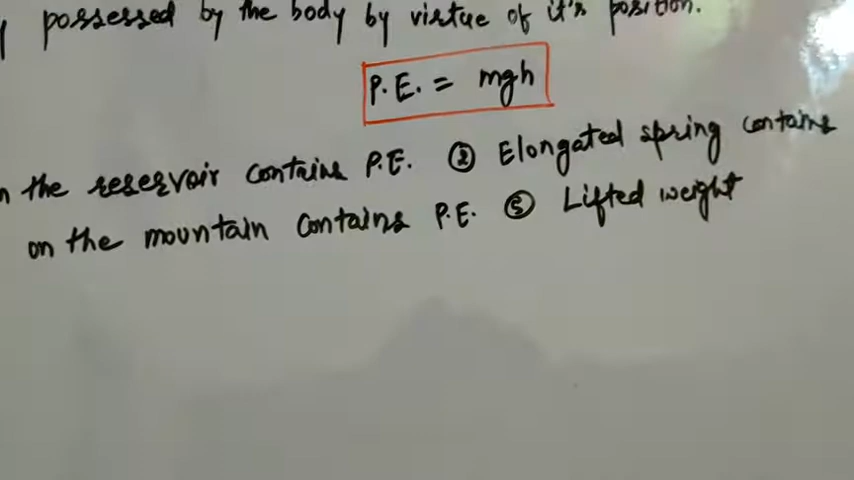 possessed by the body by virtue of it's position.
P.E. = mgh
the reservoir contains P.E. ② Elongated spring contains
on the mountain contains P.E. ⑤ Lifted weight